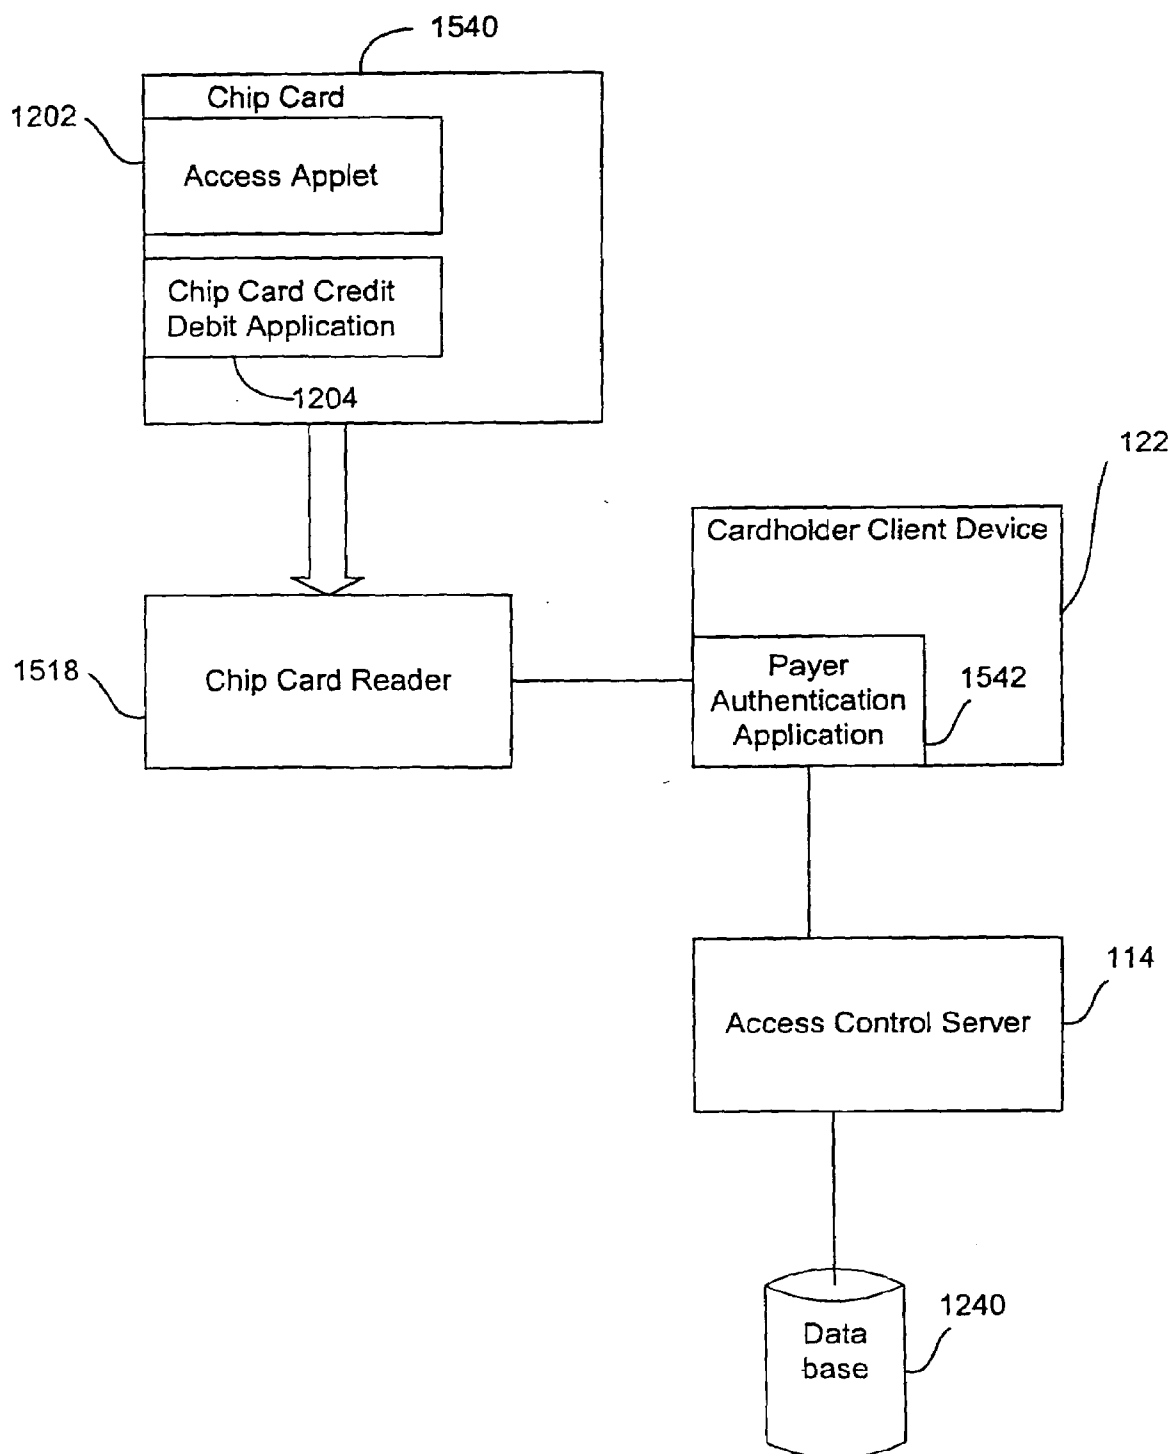 1540
Chip Card
1202
Access Applet
Chip Card Credit
Debit Application
1204
122
Cardholder Client Device
1518
Chip Card Reader
Payer
Authentication
Application
1542
114
Access Control Server
1240
Data
base